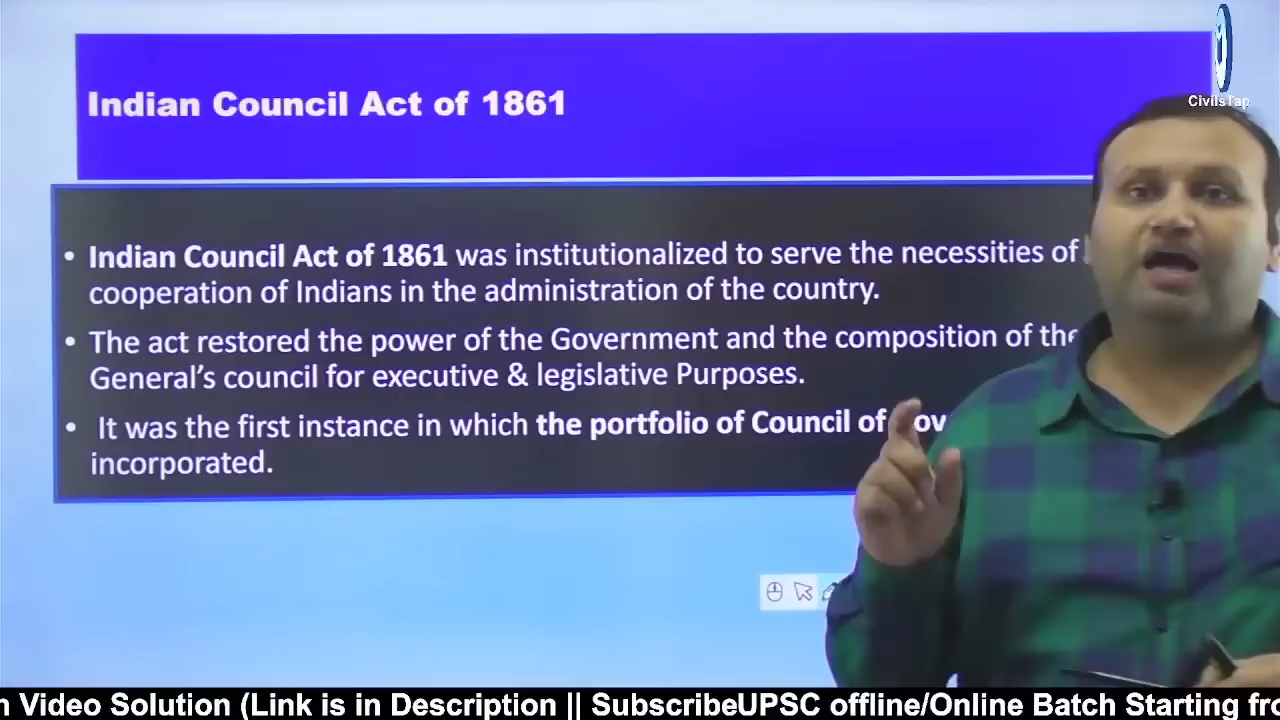 CivilsTap
Indian Council Act of 1861
• Indian Council Act of 1861 was institutionalized to serve the necessities of
cooperation of Indians in the administration of the country.
• The act restored the power of the Government and the composition of the
General’s council for executive & legislative Purposes.
• It was the first instance in which the portfolio of Council of
incorporated.
Video Solution (Link is in Description || SubscribeUPSC offline/Online Batch Starting